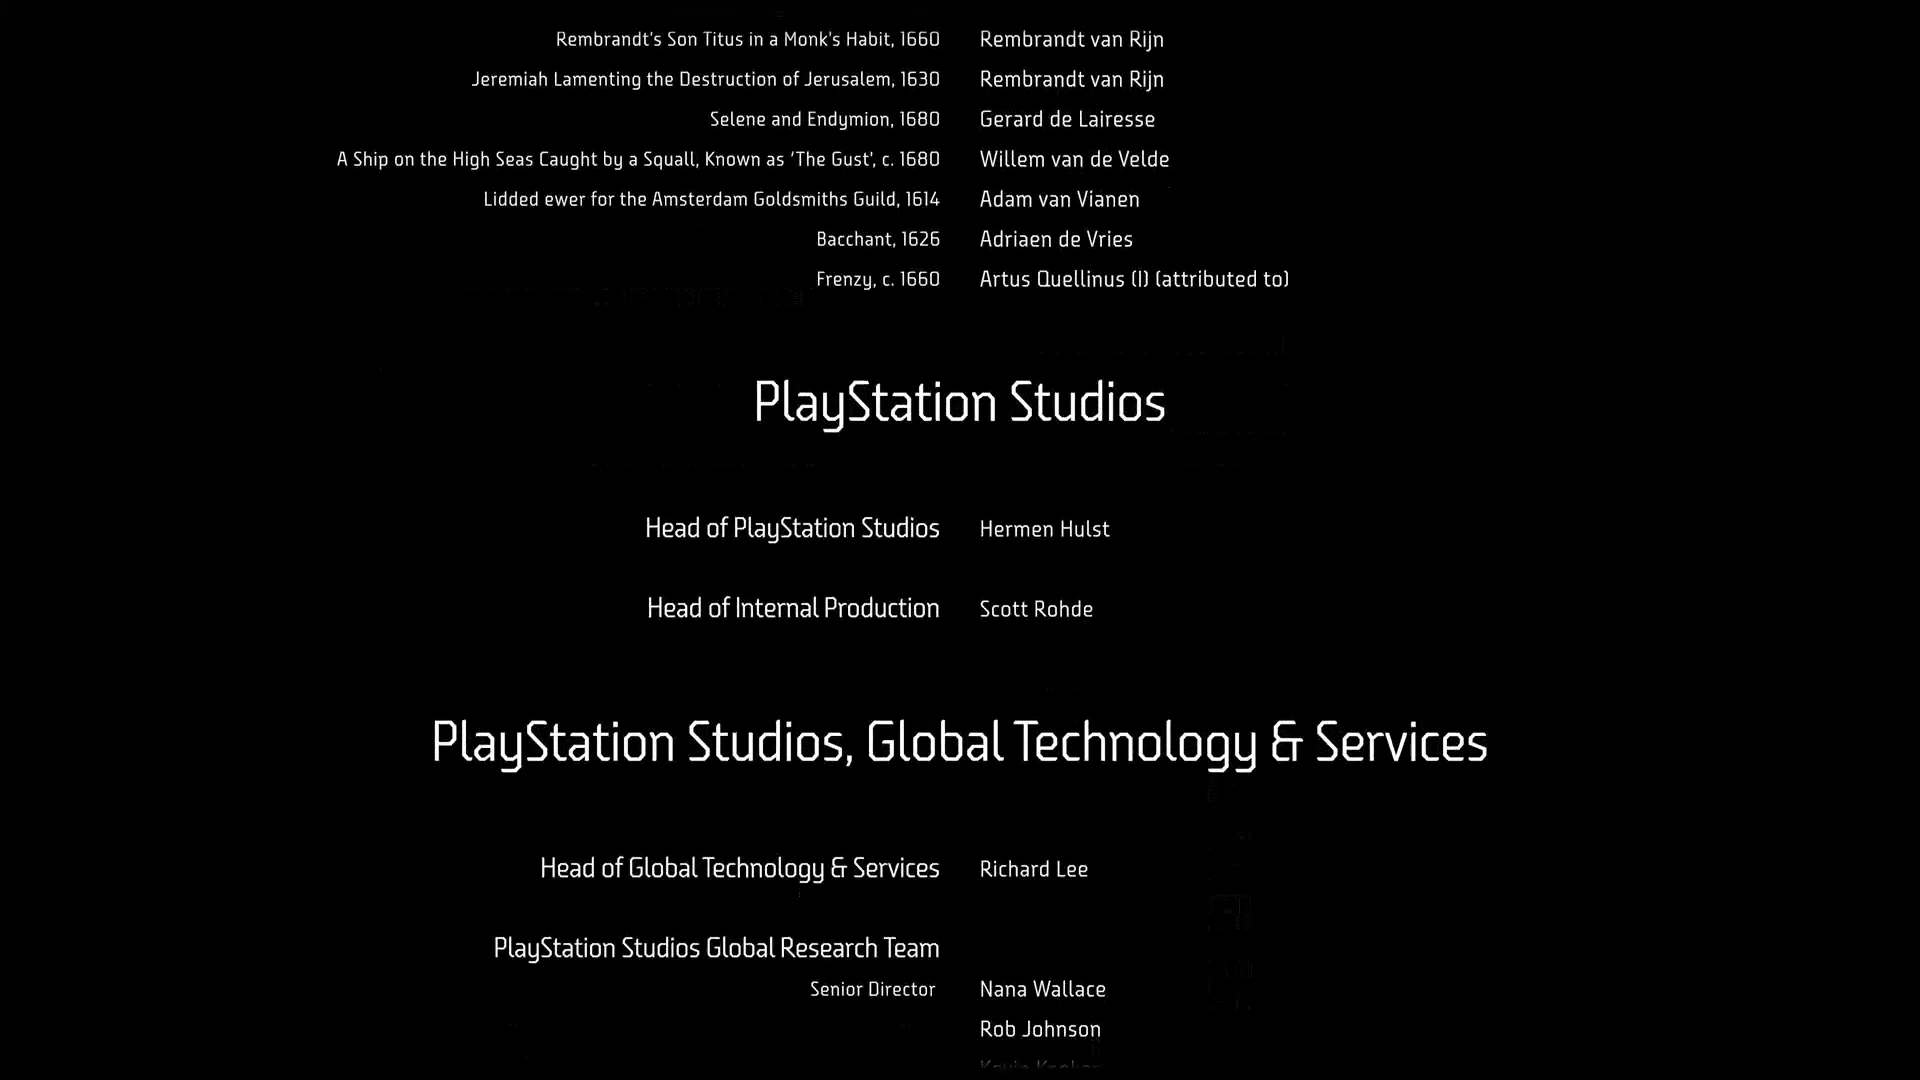 Rembrandt's Son Titus in a Monk's Habit, 1660 Rembrandt van Rijn
Jeremiah Lamenting the Destruction of Jerusalem, 1630 Rembrandt van Rijn
Selene and Endymion, 1680 Gerard de Lairesse
A Ship on the High Seas Caught by a Squall, Known as ‘The Gust’, c. 1680 Willem van de Velde
Lidded ewer for the Amsterdam Goldsmiths Guild, 1614 Adam van Vianen
Bacchant, 1626 Adriaen de Vries
Frenzy, c. 1660 Artus Quellinus (I) (attributed to)
PlayStation Studios
Head of PlayStation Studios Hermen Hulst
Head of Internal Production Scott Rohde
PlayStation Studios, Global Technology & Services
Head of Global Technology & Services Richard Lee
PlayStation Studios Global Research Team
Senior Director Nana Wallace
Rob Johnson